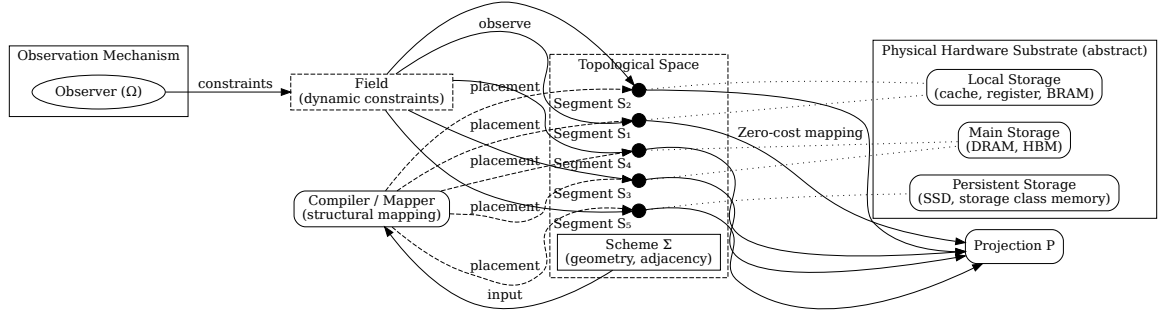 Observation Mechanism
Observer (Ω)
constraints
Field
(dynamic constraints)
observe
Topological Space
placement
Segment S₂
placement
Segment S₁
placement
Segment S₄
placement
Segment S₃
placement
Segment S₅
Compiler / Mapper
(structural mapping)
Scheme Σ
(geometry, adjacency)
input
Zero-cost mapping
Physical Hardware Substrate (abstract)
Local Storage
(cache, register, BRAM)
Main Storage
(DRAM, HBM)
Persistent Storage
(SSD, storage class memory)
Projection P